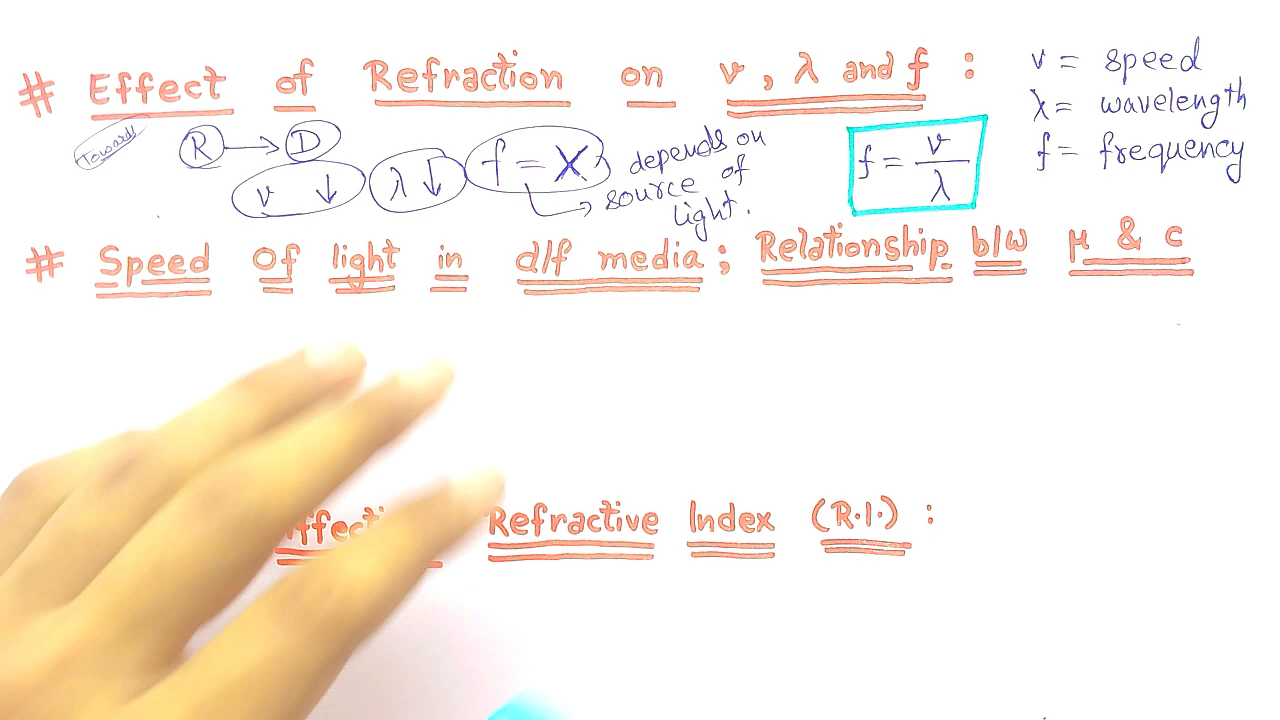 # Effect of Refraction on v, λ and f :
v = speed
λ = wavelength
f = frequency
Towards R → D
v ↓ λ ↓ f = X → depends on
source of
light.
f = v/λ
# Speed Of light in d/f media ; Relationship b/w μ & c
Refractive Index (R.I.) :